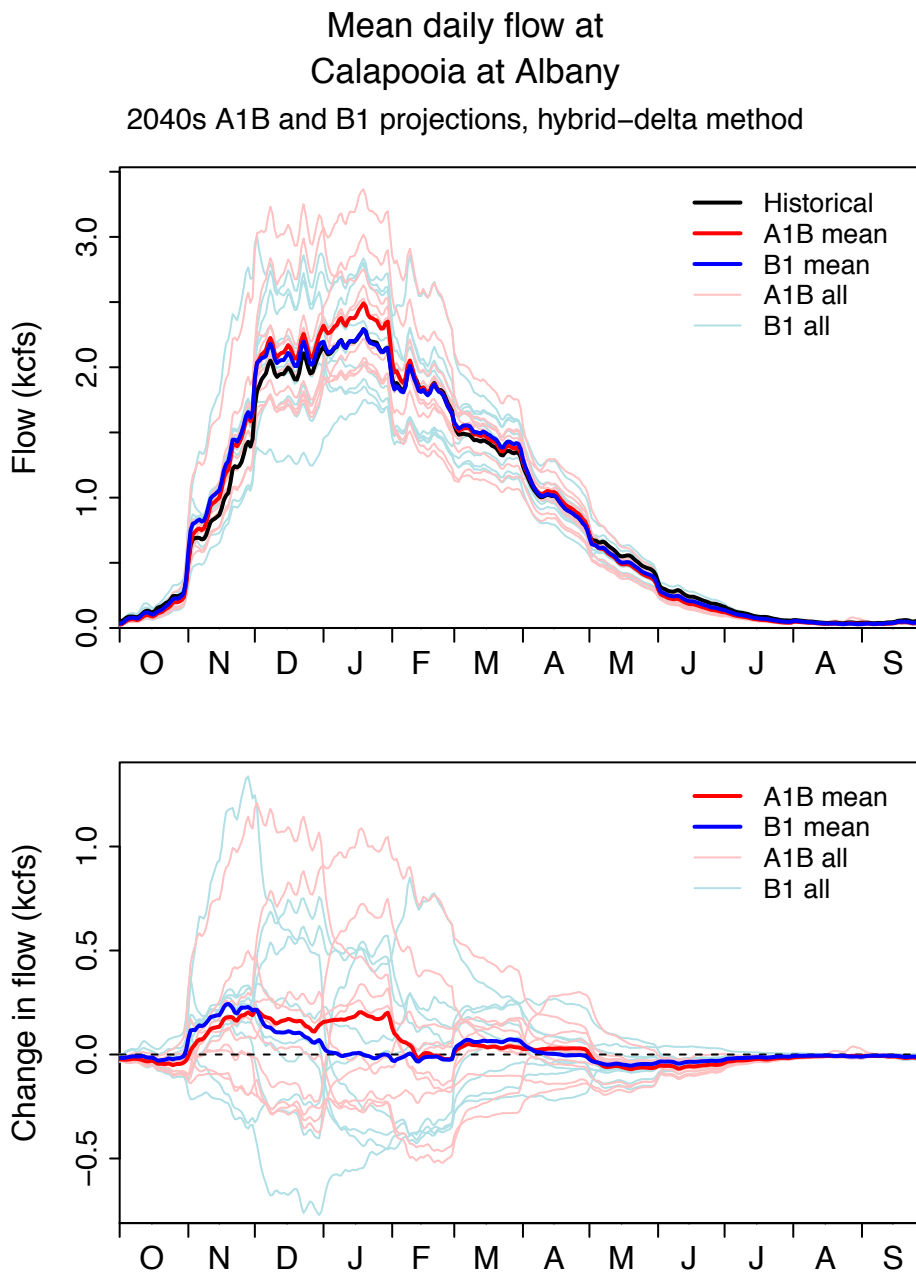 Mean daily flow at
Calapooia at Albany
2040s A1B and B1 projections, hybrid−delta method
Flow (kcfs)
3.0
2.0
1.0
0.0
Historical
A1B mean
B1 mean
A1B all
B1 all
O N D J F M A M J J A S
Change in flow (kcfs)
1.0
0.5
0.0
−0.5
A1B mean
B1 mean
A1B all
B1 all
O N D J F M A M J J A S